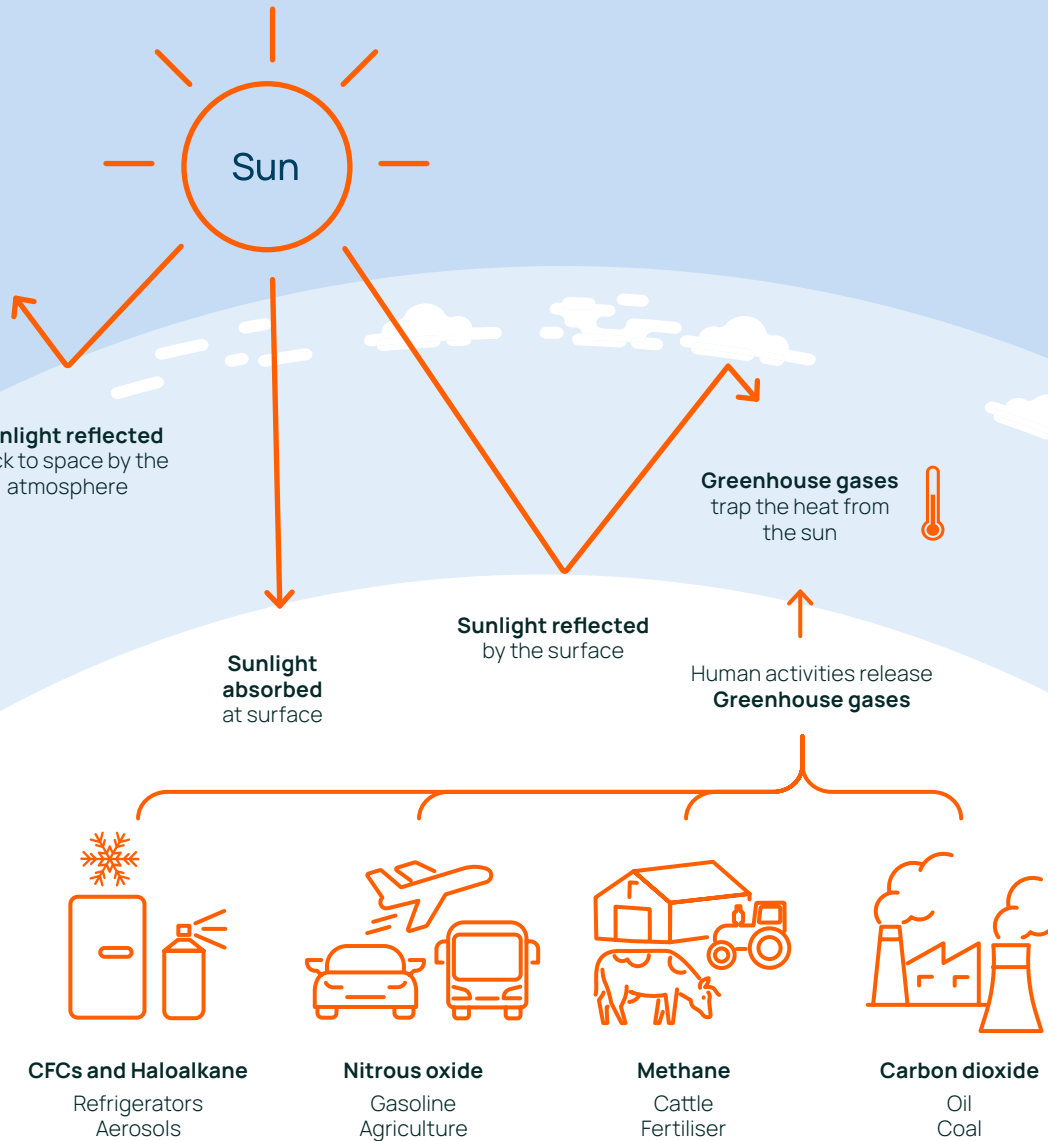 Sun
nlight reflected
ck to space by the
atmosphere
Greenhouse gases
trap the heat from
the sun
Sunlight reflected
by the surface
Sunlight
absorbed
at surface
Human activities release
Greenhouse gases
CFCs and Haloalkane
Refrigerators
Aerosols
Nitrous oxide
Gasoline
Agriculture
Methane
Cattle
Fertiliser
Carbon dioxide
Oil
Coal